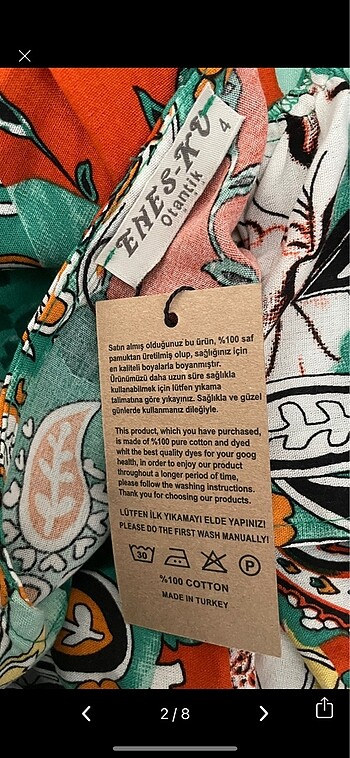 ENES-XU
4
Otantik
Satın almış olduğunuz bu ürün, %100 saf
pamuktan üretilmiş olup, sağlığınız için
en kaliteli boyalarla boyanmıştır.
Ürünümüzü daha uzun süre sağlıkla
kullanabilmek için lütfen yıkama
talimatına göre yıkayınız. Sağlıkla ve güzel
günlerde kullanmanız dileğiyle.
This product, which you have purchased,
is made of %100 pure cotton and dyed
whit the best quality dyes for your goog
health, in order to enjoy our product
throughout a longer period of time,
please follow the washing instructions.
Thank you for choosing our products.
LÜTFEN İLK YIKAMAYI ELDE YAPINIZ!
PLEASE DO THE FIRST WASH MANUALLY!
30
P
%100 COTTON
MADE IN TURKEY
2/8